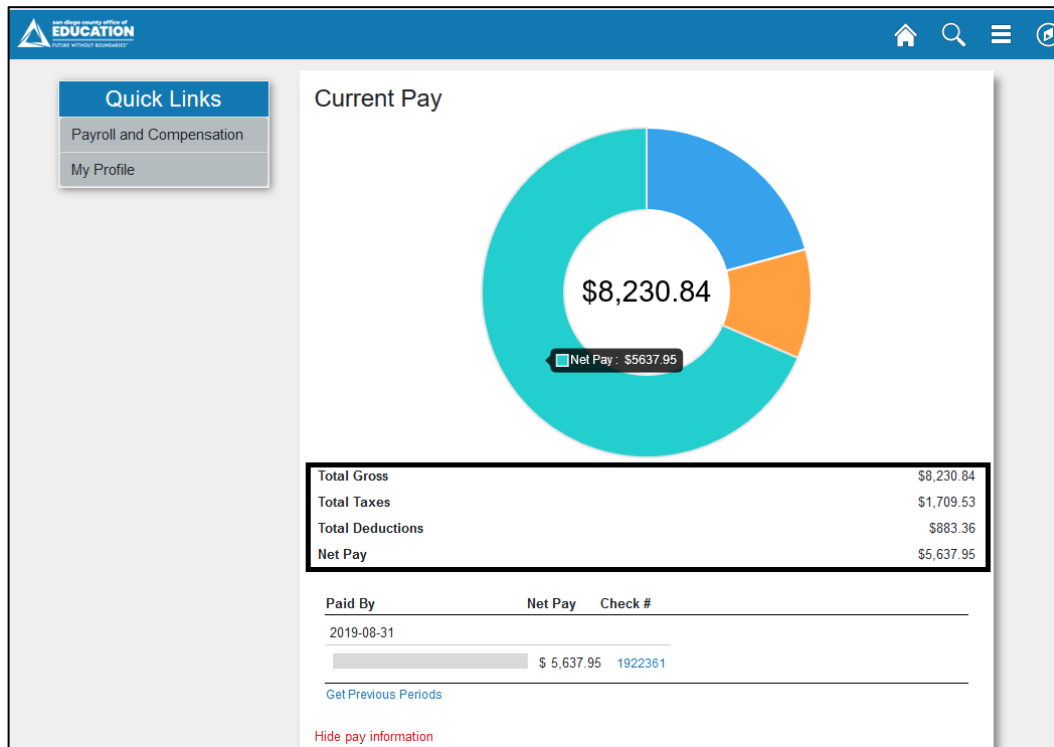 san diego county office of
EDUCATION
FUTURE WITHOUT BOUNDARIES™
Quick Links
Payroll and Compensation
My Profile
Current Pay
$8,230.84
Net Pay : $5637.95
Total Gross $8,230.84
Total Taxes $1,709.53
Total Deductions $883.36
Net Pay $5,637.95
Paid By Net Pay Check #
2019-08-31
$ 5,637.95 1922361
Get Previous Periods
Hide pay information